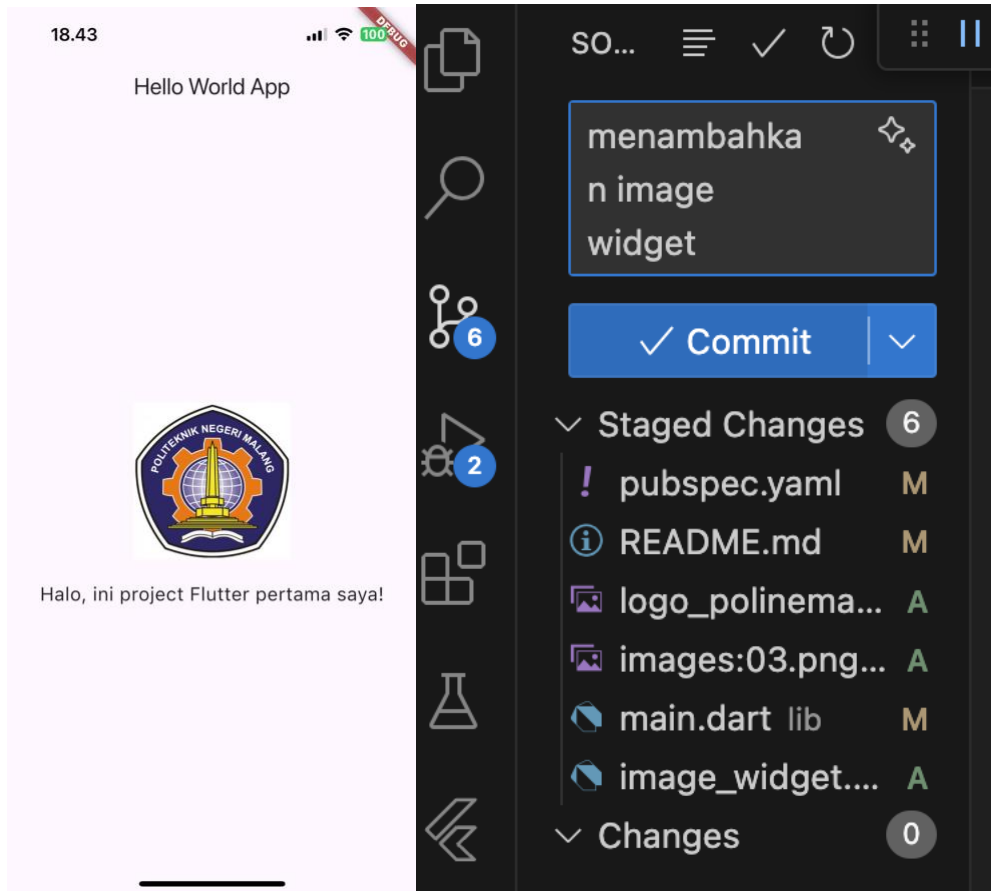 18.43
100
DEBUG
Hello World App
POLITEKNIK NEGERI MALANG
Halo, ini project Flutter pertama saya!
SO...
menambahka
n image
widget
Commit
6
2
Staged Changes 6
pubspec.yaml M
README.md M
logo_polinema... A
images:03.png... A
main.dart lib M
image_widget.... A
Changes 0